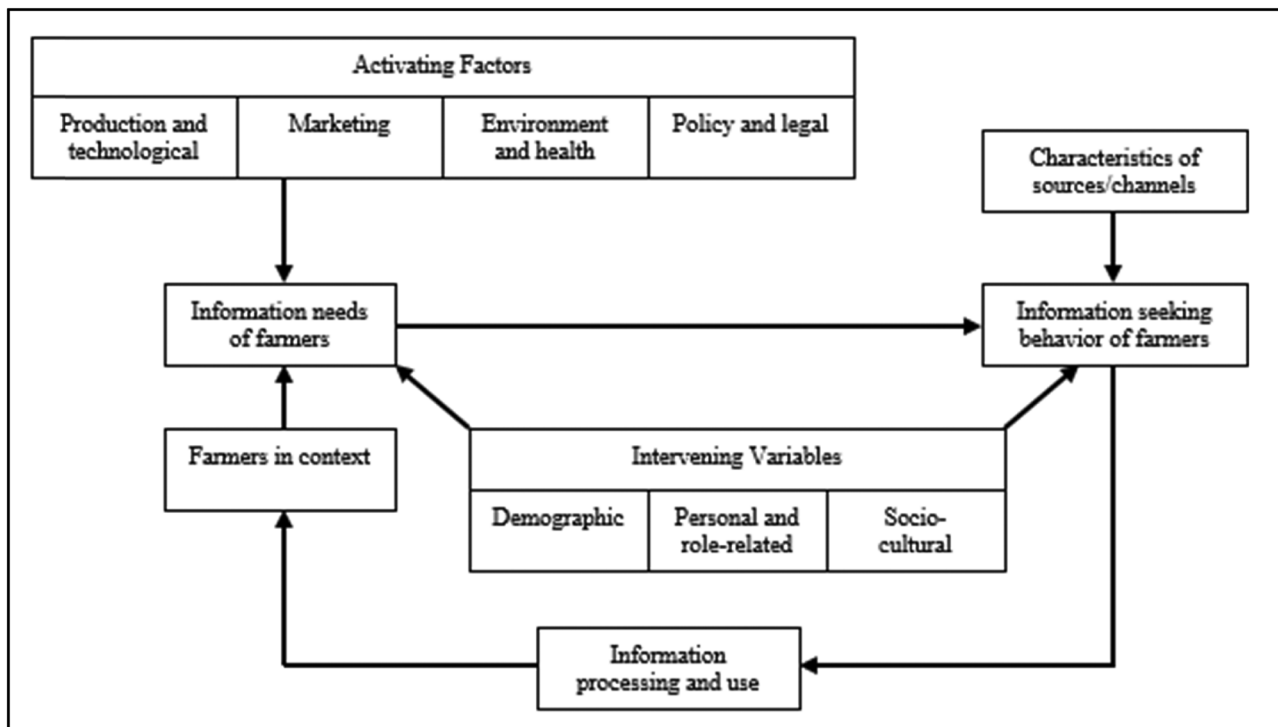 Activating Factors
Production and
technological
Marketing
Environment
and health
Policy and legal
Characteristics of
sources/channels
Information needs
of farmers
Information seeking
behavior of farmers
Farmers in context
Intervening Variables
Demographic
Personal and
role-related
Socio-
cultural
Information
processing and use